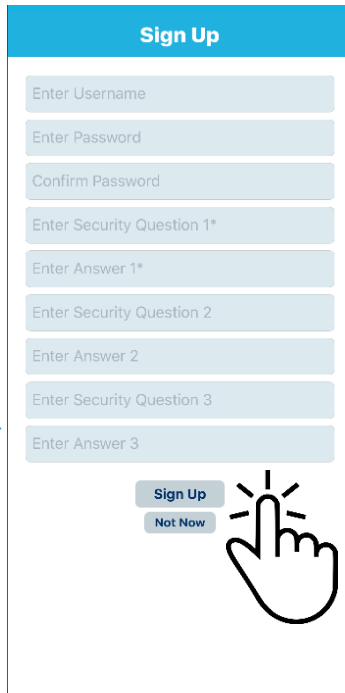 Sign Up
Enter Username
Enter Password
Confirm Password
Enter Security Question 1*
Enter Answer 1*
Enter Security Question 2
Enter Answer 2
Enter Security Question 3
Enter Answer 3
Sign Up
Not Now